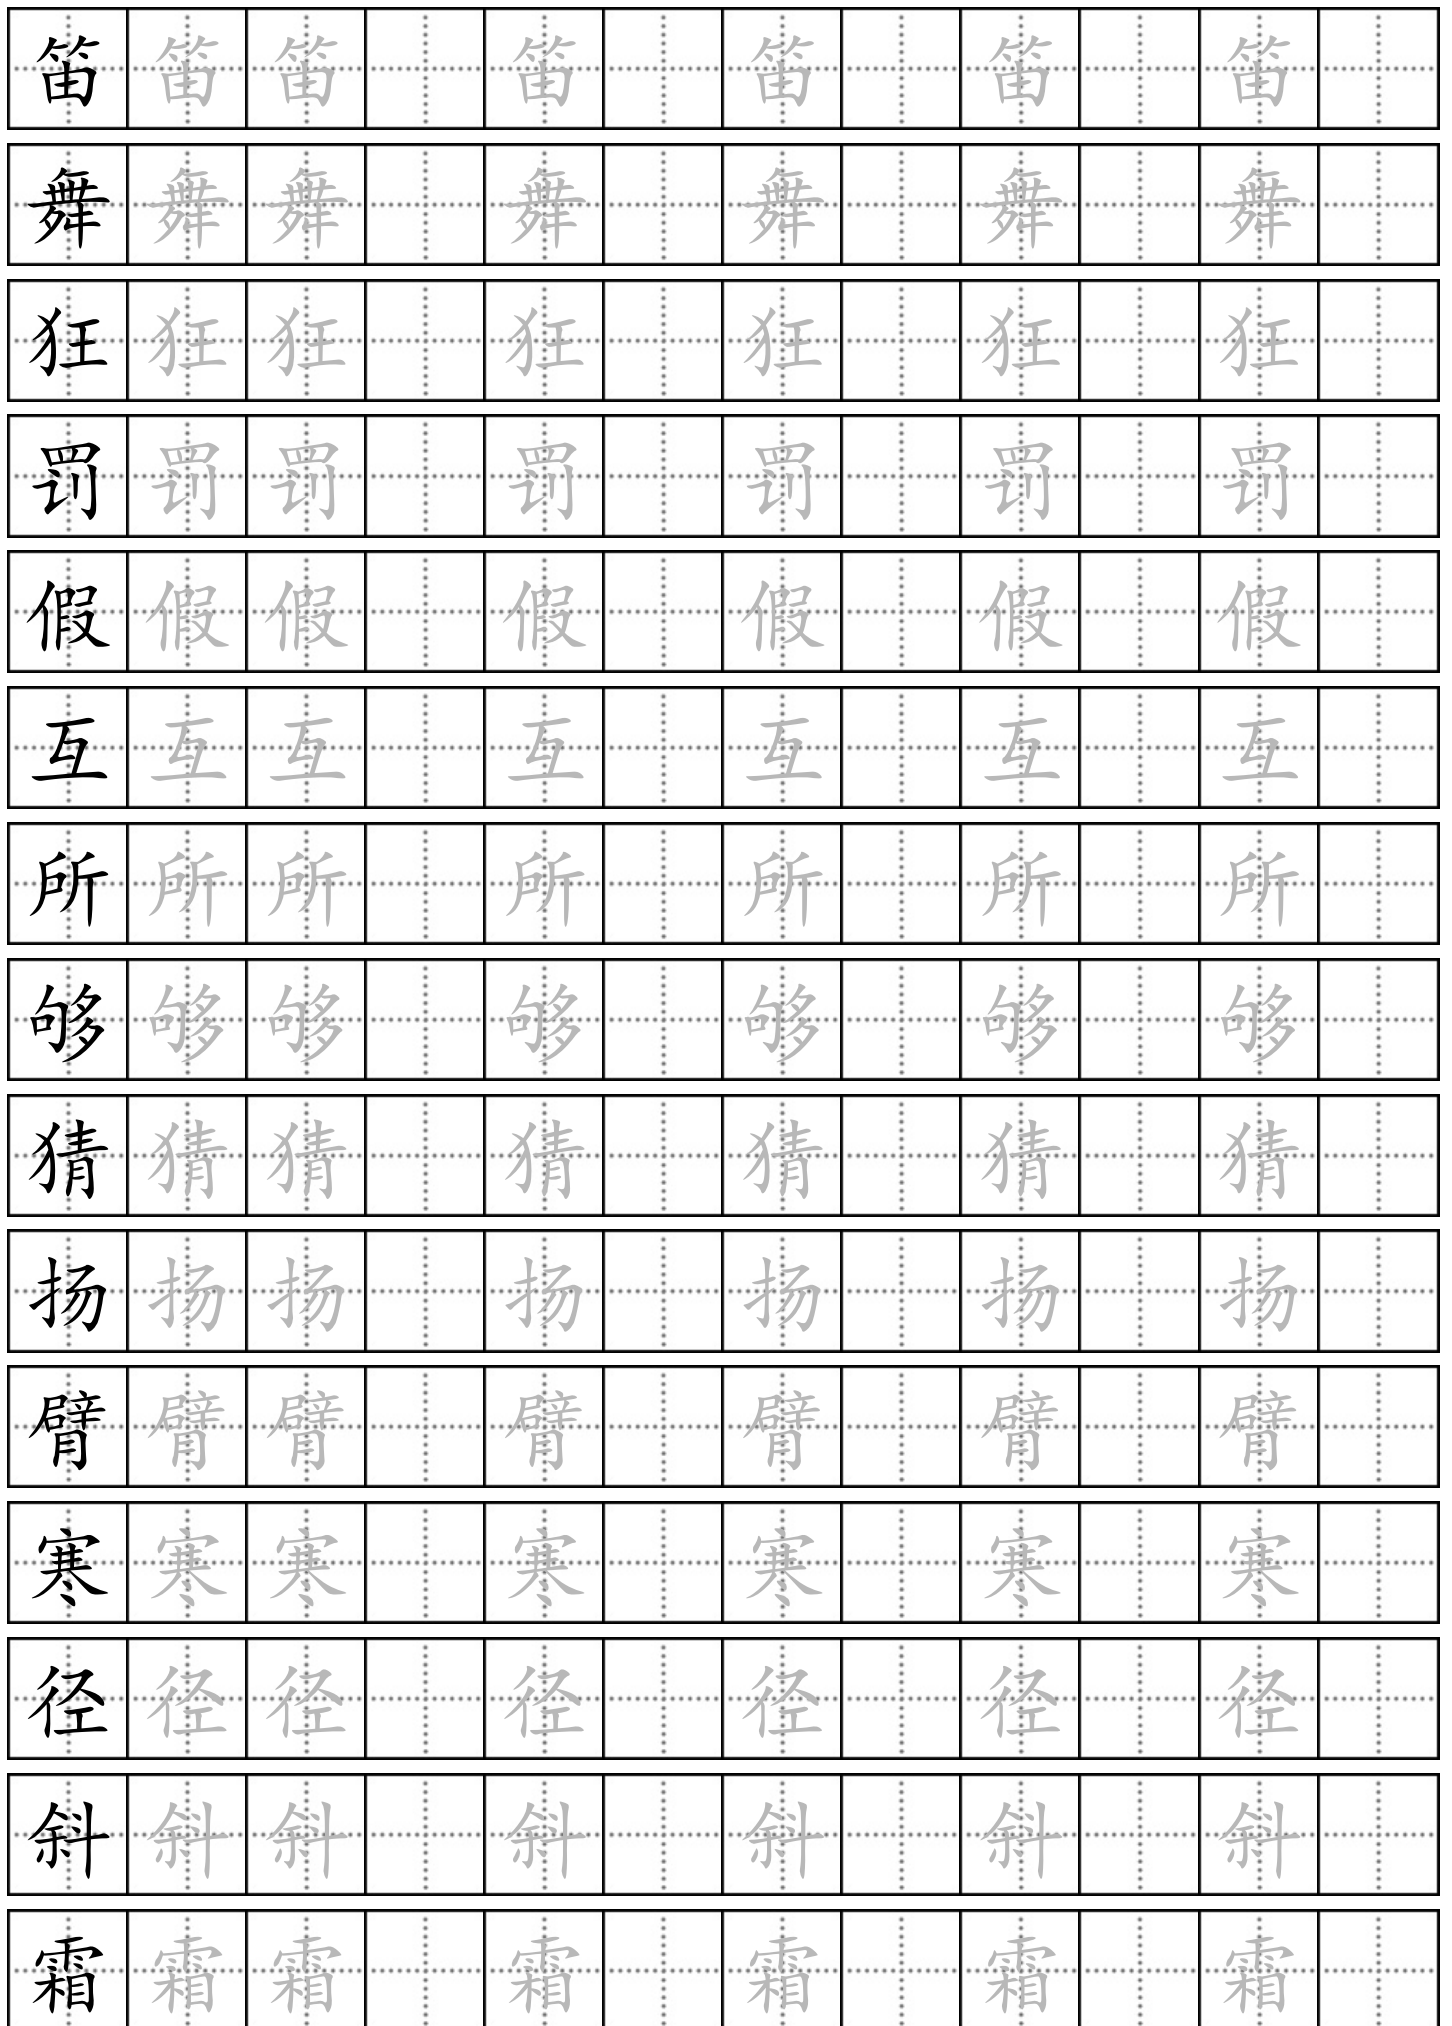 笛 笛 笛 笛 笛 笛 笛
舞 舞 舞 舞 舞 舞 舞
狂 狂 狂 狂 狂 狂 狂
罚 罚 罚 罚 罚 罚 罚
假 假 假 假 假 假 假
互 互 互 互 互 互 互
所 所 所 所 所 所 所
够 够 够 够 够 够 够
猜 猜 猜 猜 猜 猜 猜
扬 扬 扬 扬 扬 扬 扬
臂 臂 臂 臂 臂 臂 臂
寒 寒 寒 寒 寒 寒 寒
径 径 径 径 径 径 径
斜 斜 斜 斜 斜 斜 斜
霜 霜 霜 霜 霜 霜 霜